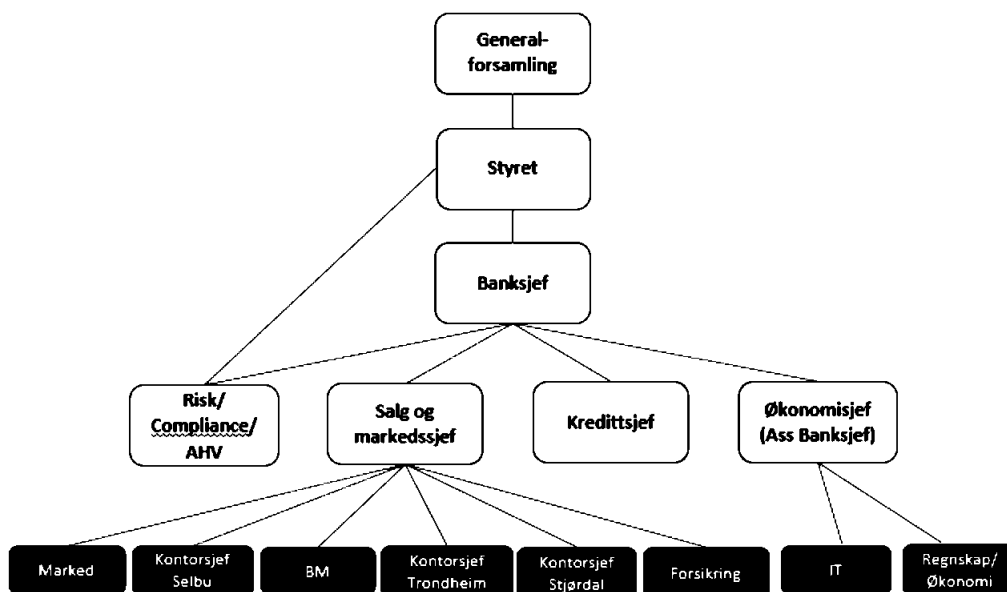 General-
forsamling
Styret
Banksjef
Risk/
Compliance/
AHV
Salg og
markedssjef
Kredittsjef
Økonomisjef
(Ass Banksjef)
Marked
Kontorsjef
Selbu
BM
Kontorsjef
Trondheim
Kontorsjef
Stjørdal
Forsikring
IT
Regnskap/
Økonomi